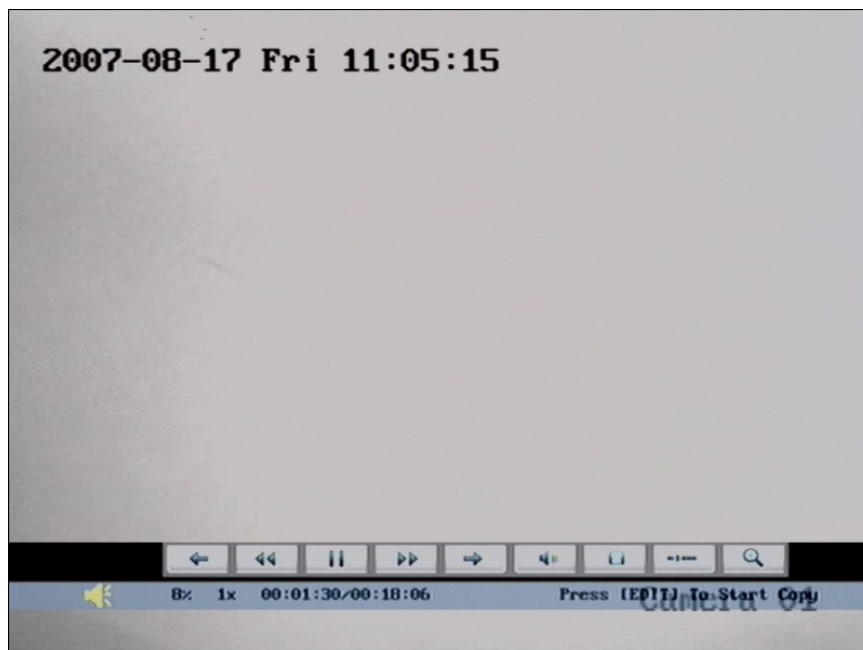 2007-08-17 Fri 11:05:15
8% 1x 00:01:30/00:18:06 Press [EDIT] To Start Copy
Camera 01